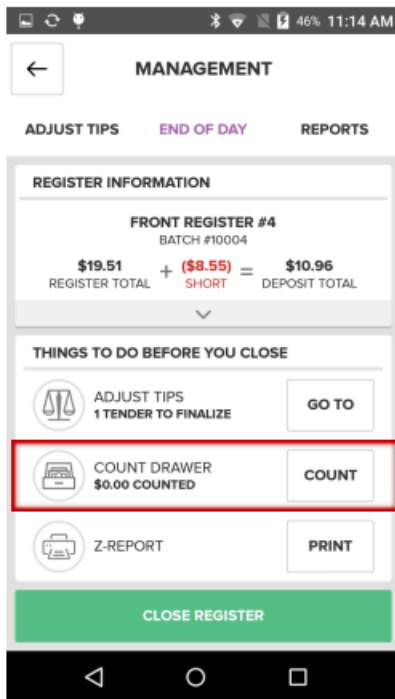 46% 11:14 AM
MANAGEMENT
ADJUST TIPS END OF DAY REPORTS
REGISTER INFORMATION
FRONT REGISTER #4
BATCH #10004
$19.51 + ($8.55) = $10.96
REGISTER TOTAL SHORT DEPOSIT TOTAL
THINGS TO DO BEFORE YOU CLOSE
ADJUST TIPS
1 TENDER TO FINALIZE
GO TO
COUNT DRAWER
$0.00 COUNTED
COUNT
Z-REPORT
PRINT
CLOSE REGISTER